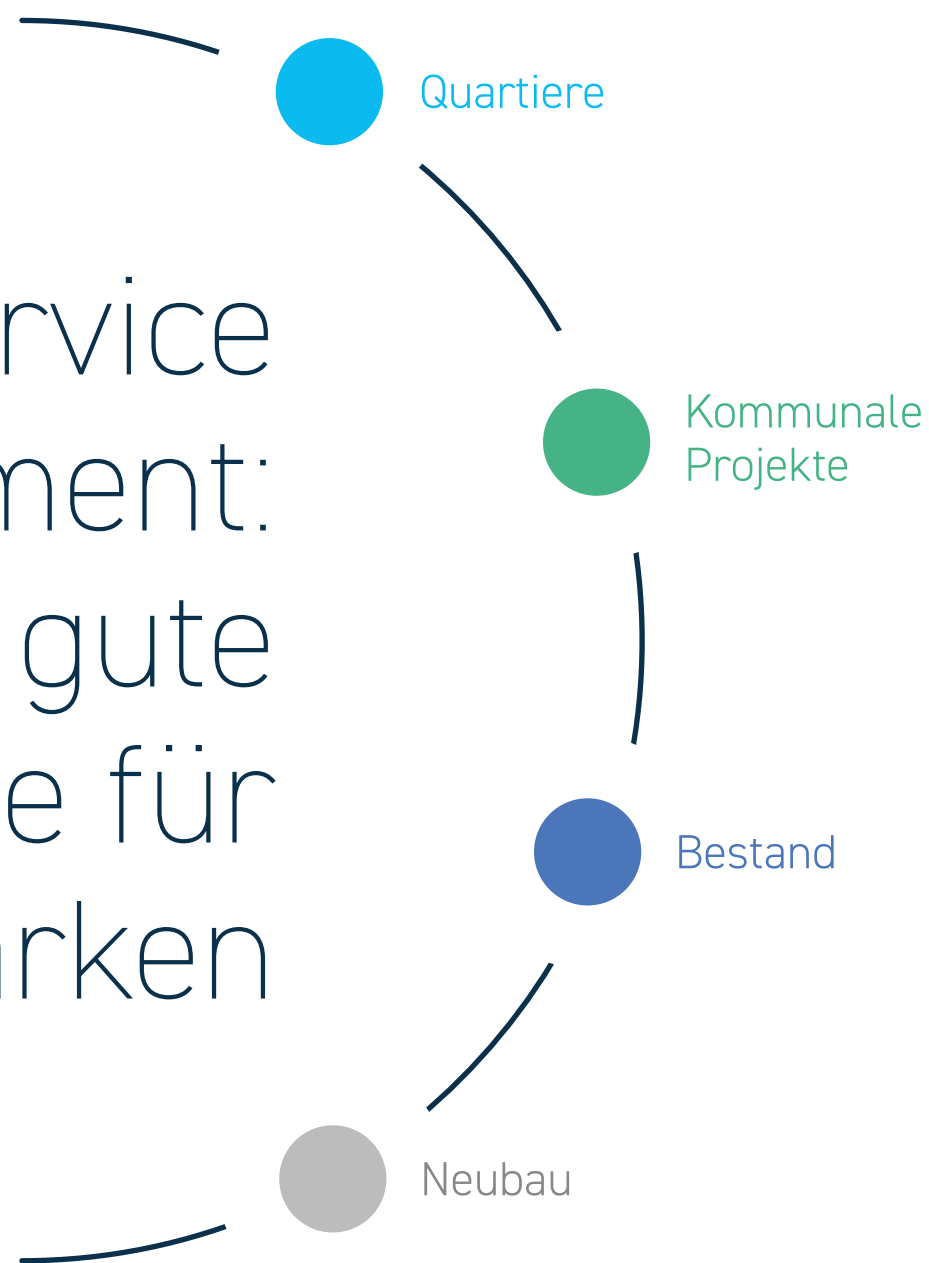 Quartiere
rvice
Kommunale
Projekte
ment:
gute
e für
Bestand
rken
Neubau